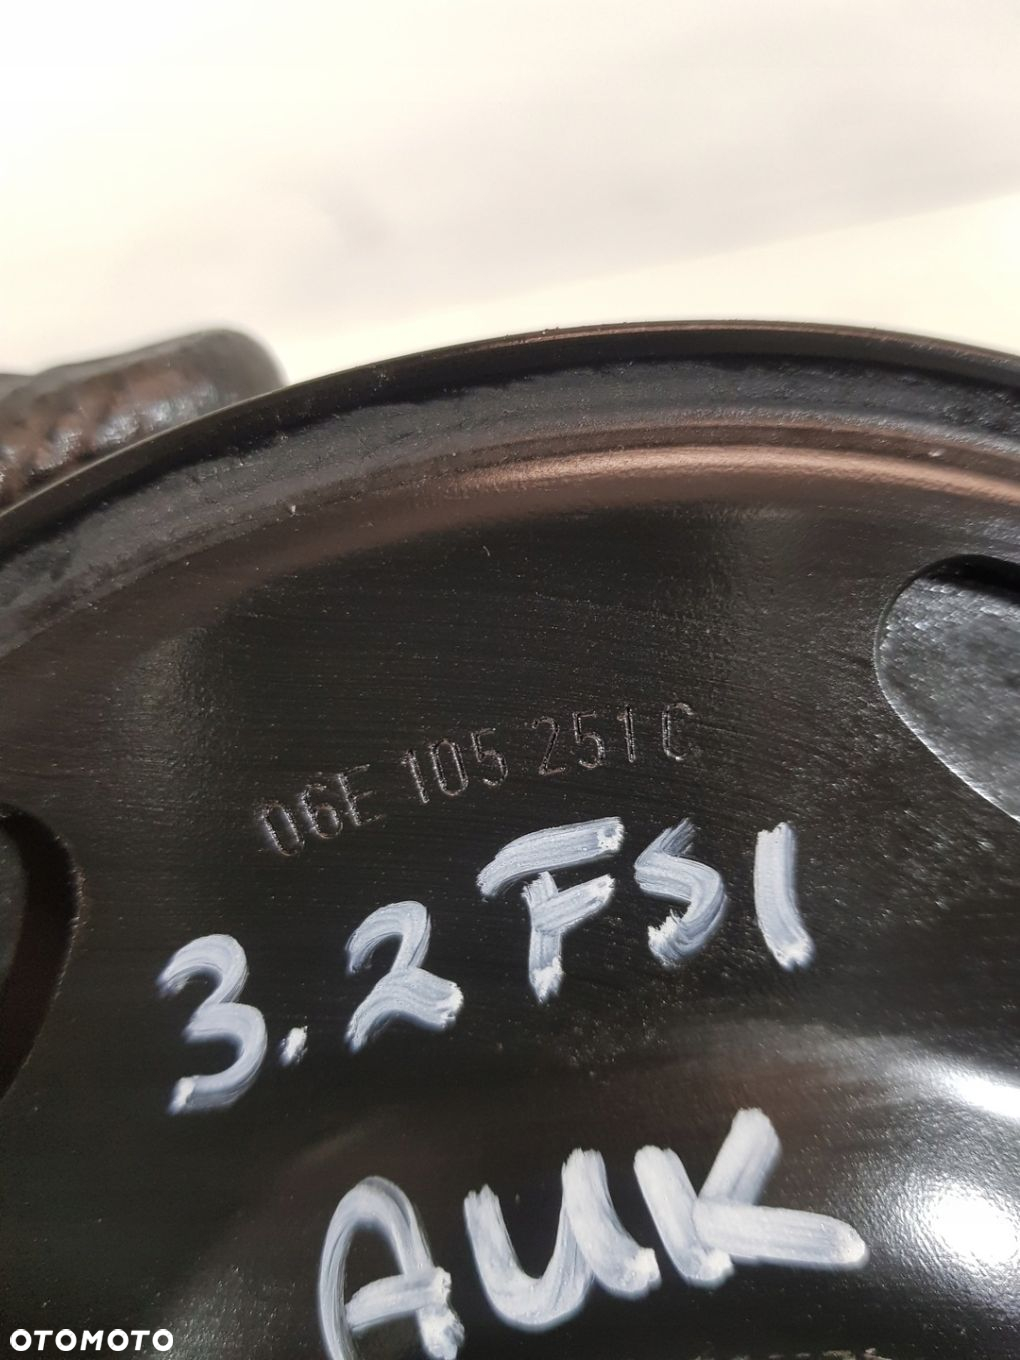 06E 105 251 C
3.2 FSI
AUK
OTOMOTO